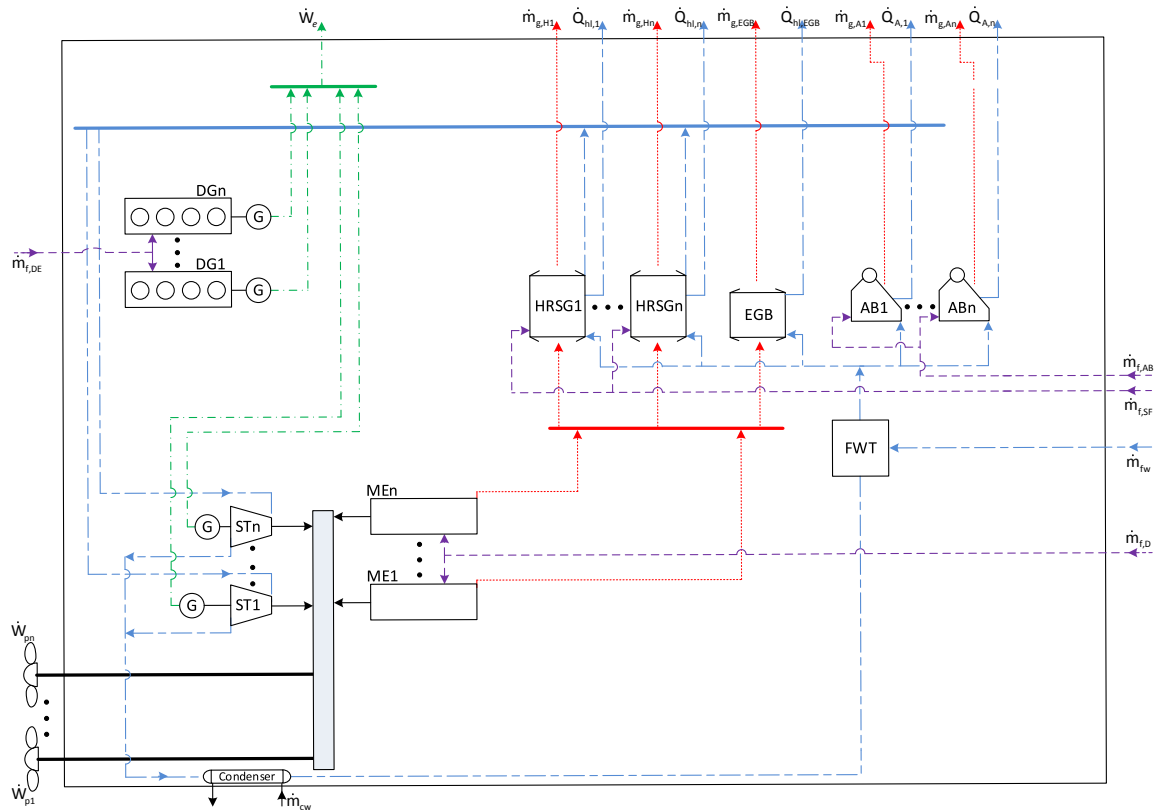 Ẇe
ṁg,H1
Q̇hl,1
ṁg,Hn
Q̇hl,n
ṁg,EGB
Q̇hl,EGB
ṁg,A1
Q̇A,1
ṁg,An
Q̇A,n
DGn
G
ṁf,DE
DG1
G
HRSG1
HRSGn
EGB
AB1
ABn
ṁf,AB
ṁf,SF
FWT
ṁfw
MEn
G
STn
ṁf,D
ME1
G
ST1
Ẇpn
Ẇp1
Condenser
ṁcw